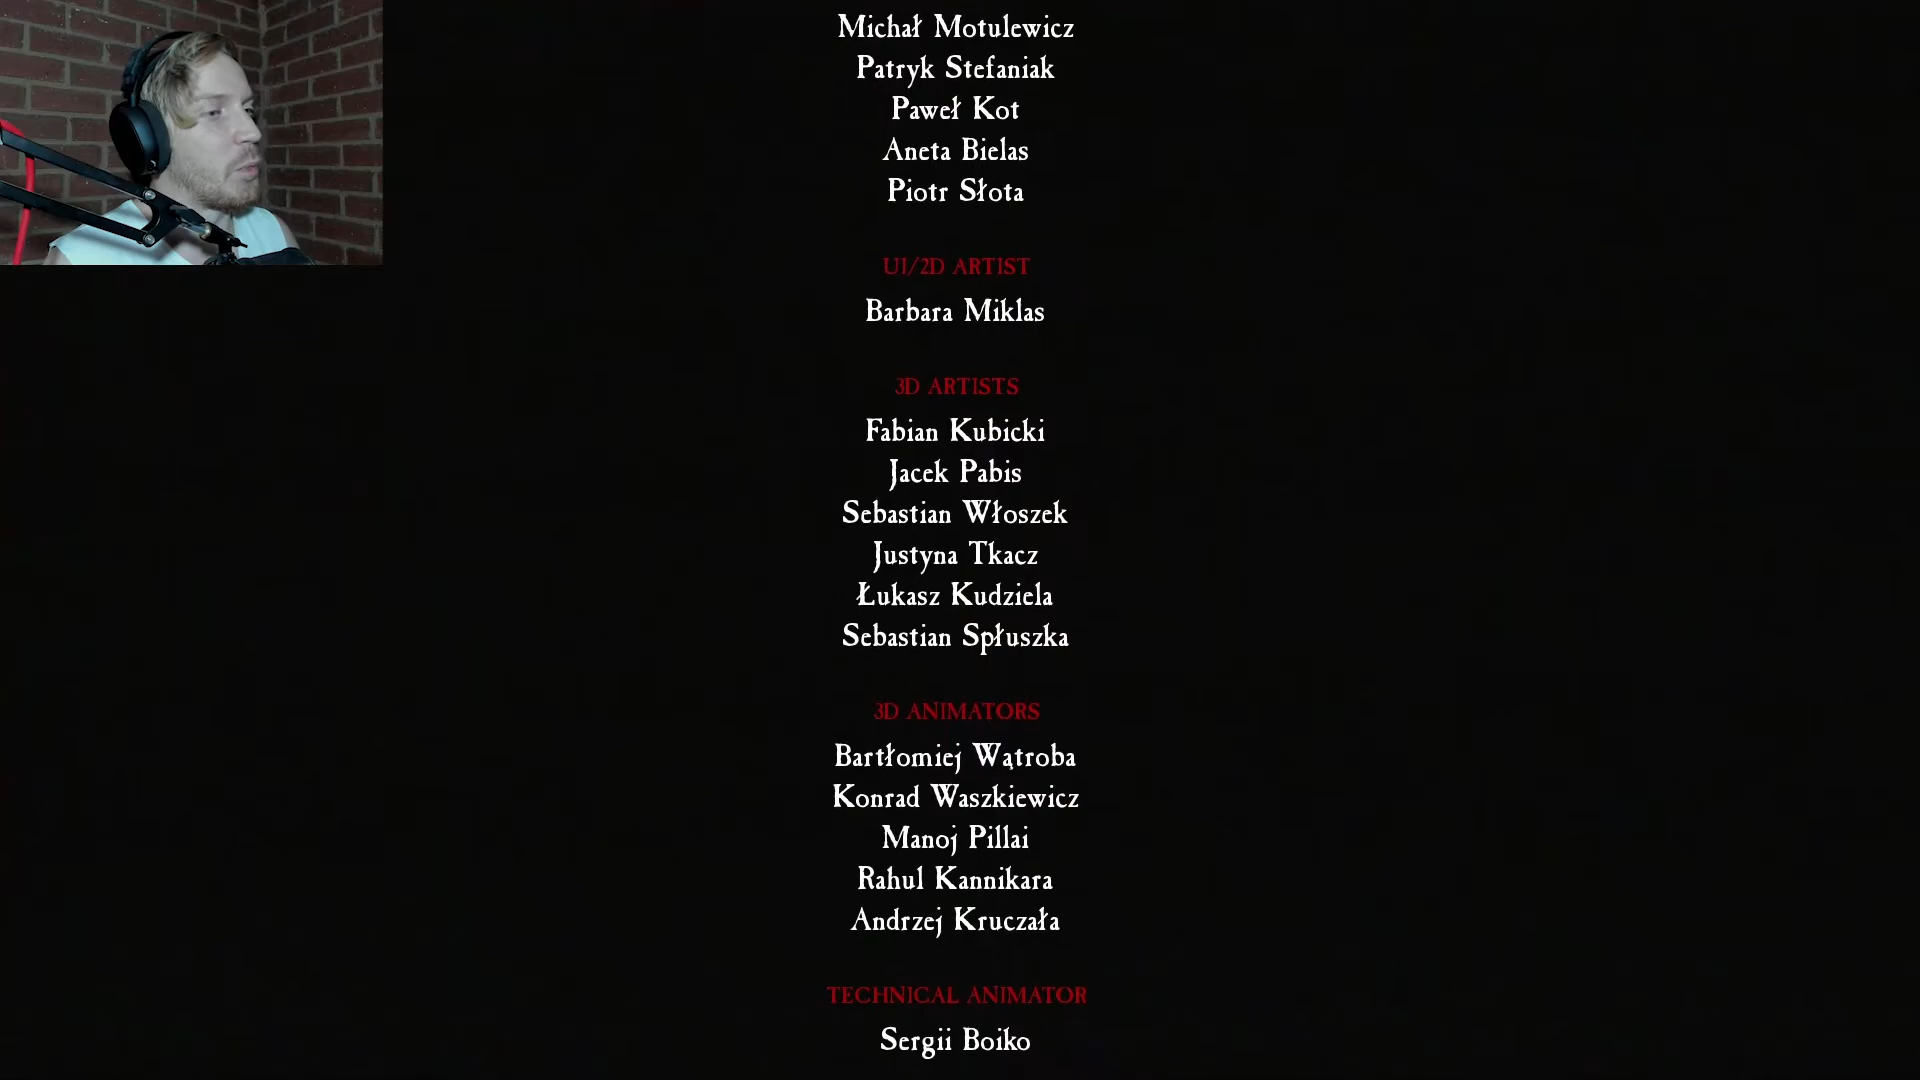 Michał Motulewicz
Patryk Stefaniak
Paweł Kot
Aneta Bielas
Piotr Słota
UI/2D ARTIST
Barbara Miklas
3D ARTISTS
Fabian Kubicki
Jacek Pabis
Sebastian Włoszek
Justyna Tkacz
Łukasz Kudziela
Sebastian Spłuszka
3D ANIMATORS
Bartłomiej Wątroba
Konrad Waszkiewicz
Manoj Pillai
Rahul Kannikara
Andrzej Kruczała
TECHNICAL ANIMATOR
Sergii Boiko